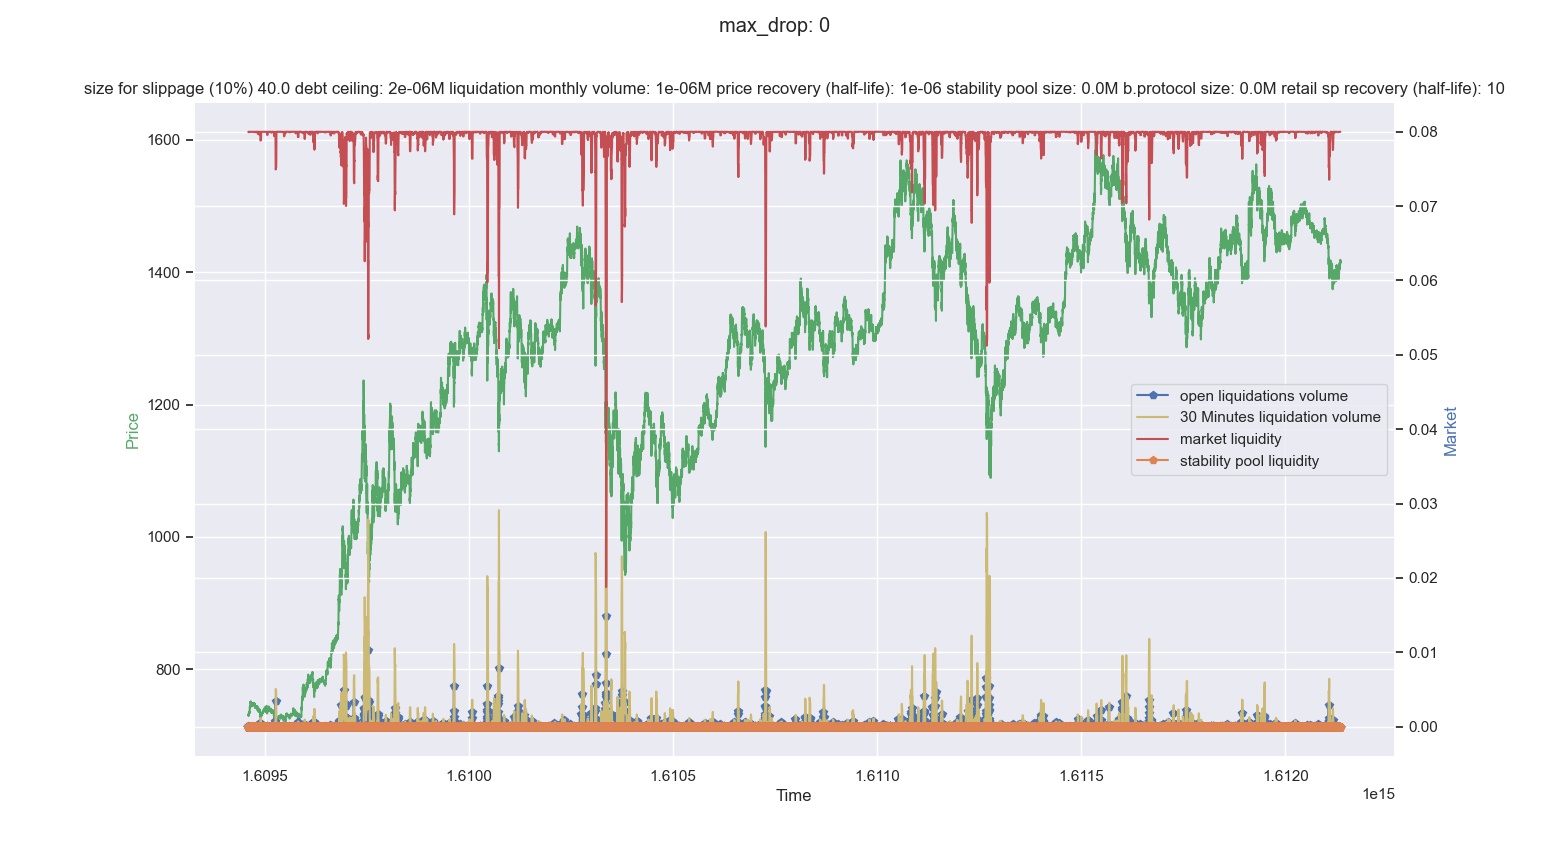 max_drop: 0
size for slippage (10%) 40.0 debt ceiling: 2e-06M liquidation monthly volume: 1e-06M price recovery (half-life): 1e-06 stability pool size: 0.0M b.protocol size: 0.0M retail sp recovery (half-life): 10
1600
1400
1200
1000
800
Price
0.08
0.07
0.06
0.05
0.04
0.03
0.02
0.01
0.00
Market
open liquidations volume
30 Minutes liquidation volume
market liquidity
stability pool liquidity
1.6095 1.6100 1.6105 1.6110 1.6115 1.6120
Time
1e15